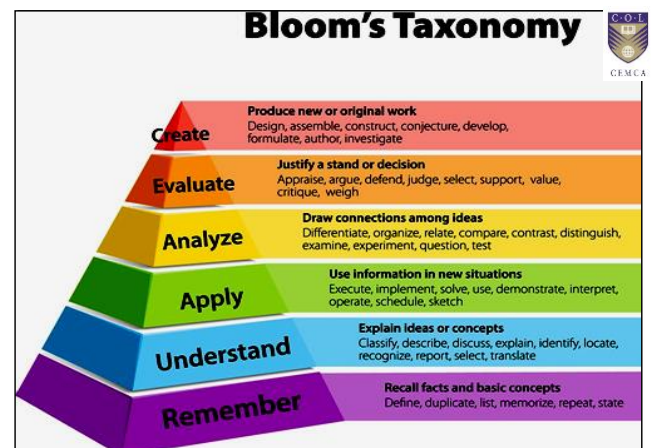 Bloom's Taxonomy
C·O·L
CEMCA
Create
Produce new or original work
Design, assemble, construct, conjecture, develop,
formulate, author, investigate
Evaluate
Justify a stand or decision
Appraise, argue, defend, judge, select, support, value,
critique, weigh
Analyze
Draw connections among ideas
Differentiate, organize, relate, compare, contrast, distinguish,
examine, experiment, question, test
Apply
Use information in new situations
Execute, implement, solve, use, demonstrate, interpret,
operate, schedule, sketch
Understand
Explain ideas or concepts
Classify, describe, discuss, explain, identify, locate,
recognize, report, select, translate
Remember
Recall facts and basic concepts
Define, duplicate, list, memorize, repeat, state